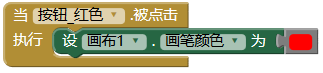 当 按钮_红色 .被点击
执行 设 画布1 . 画笔颜色 为